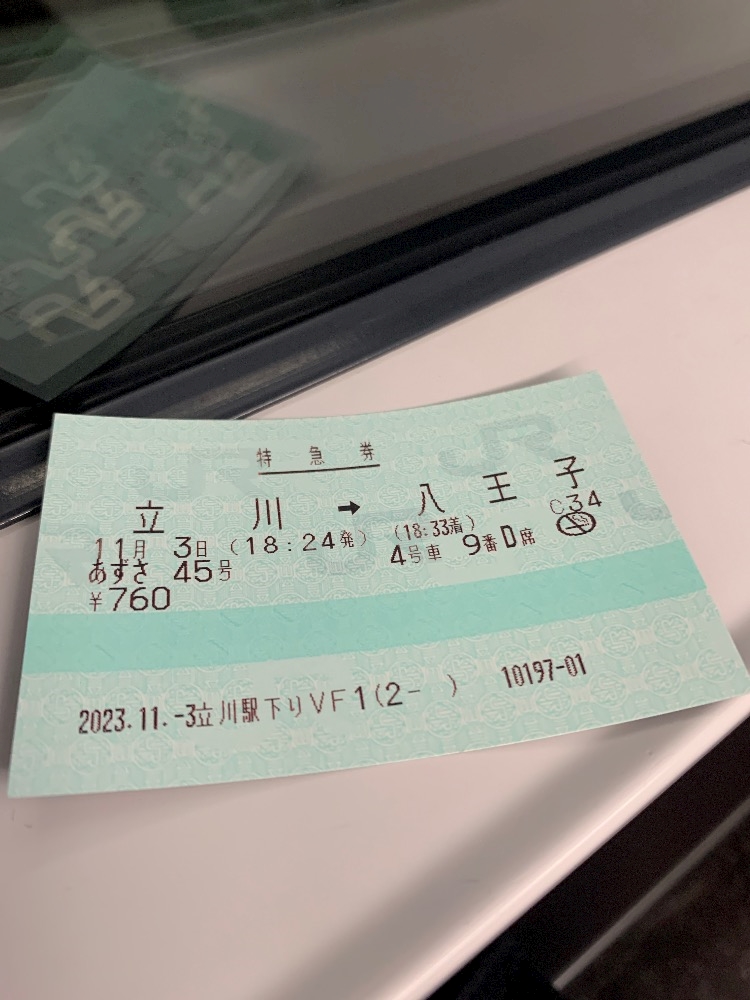 特急券
立川 → 八王子
11月 3日 (18:24発) (18:33着) C34
あずさ 45号 4号車 9番D席
¥760
2023.11.-3立川駅下りVF1(2- ) 10197-01